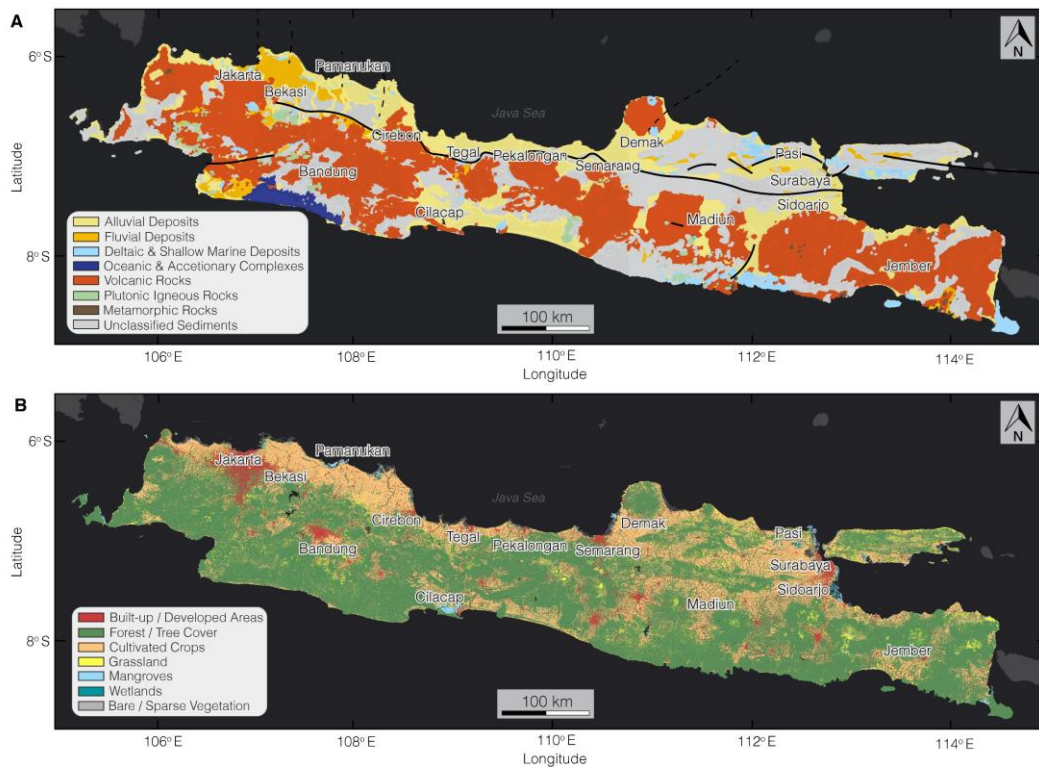 A
N
6°S
Jakarta
Pamanukan
Bekasi
Java Sea
Cirebon
Demak
Latitude
Tegal
Pekalongan
Semarang
Pasi
Bandung
Surabaya
Sidoarjo
Cilacap
Madiun
Alluvial Deposits
Fluvial Deposits
Deltaic & Shallow Marine Deposits
Oceanic & Accetionary Complexes
Volcanic Rocks
Plutonic Igneous Rocks
Metamorphic Rocks
Unclassified Sediments
8°S
Jember
100 km
106°E 108°E 110°E 112°E 114°E
Longitude
B
N
6°S
Jakarta
Pamanukan
Bekasi
Java Sea
Cirebon
Demak
Latitude
Tegal
Pekalongan
Semarang
Pasi
Bandung
Surabaya
Sidoarjo
Cilacap
Madiun
Built-up / Developed Areas
Forest / Tree Cover
Cultivated Crops
Grassland
Mangroves
Wetlands
Bare / Sparse Vegetation
8°S
Jember
100 km
106°E 108°E 110°E 112°E 114°E
Longitude